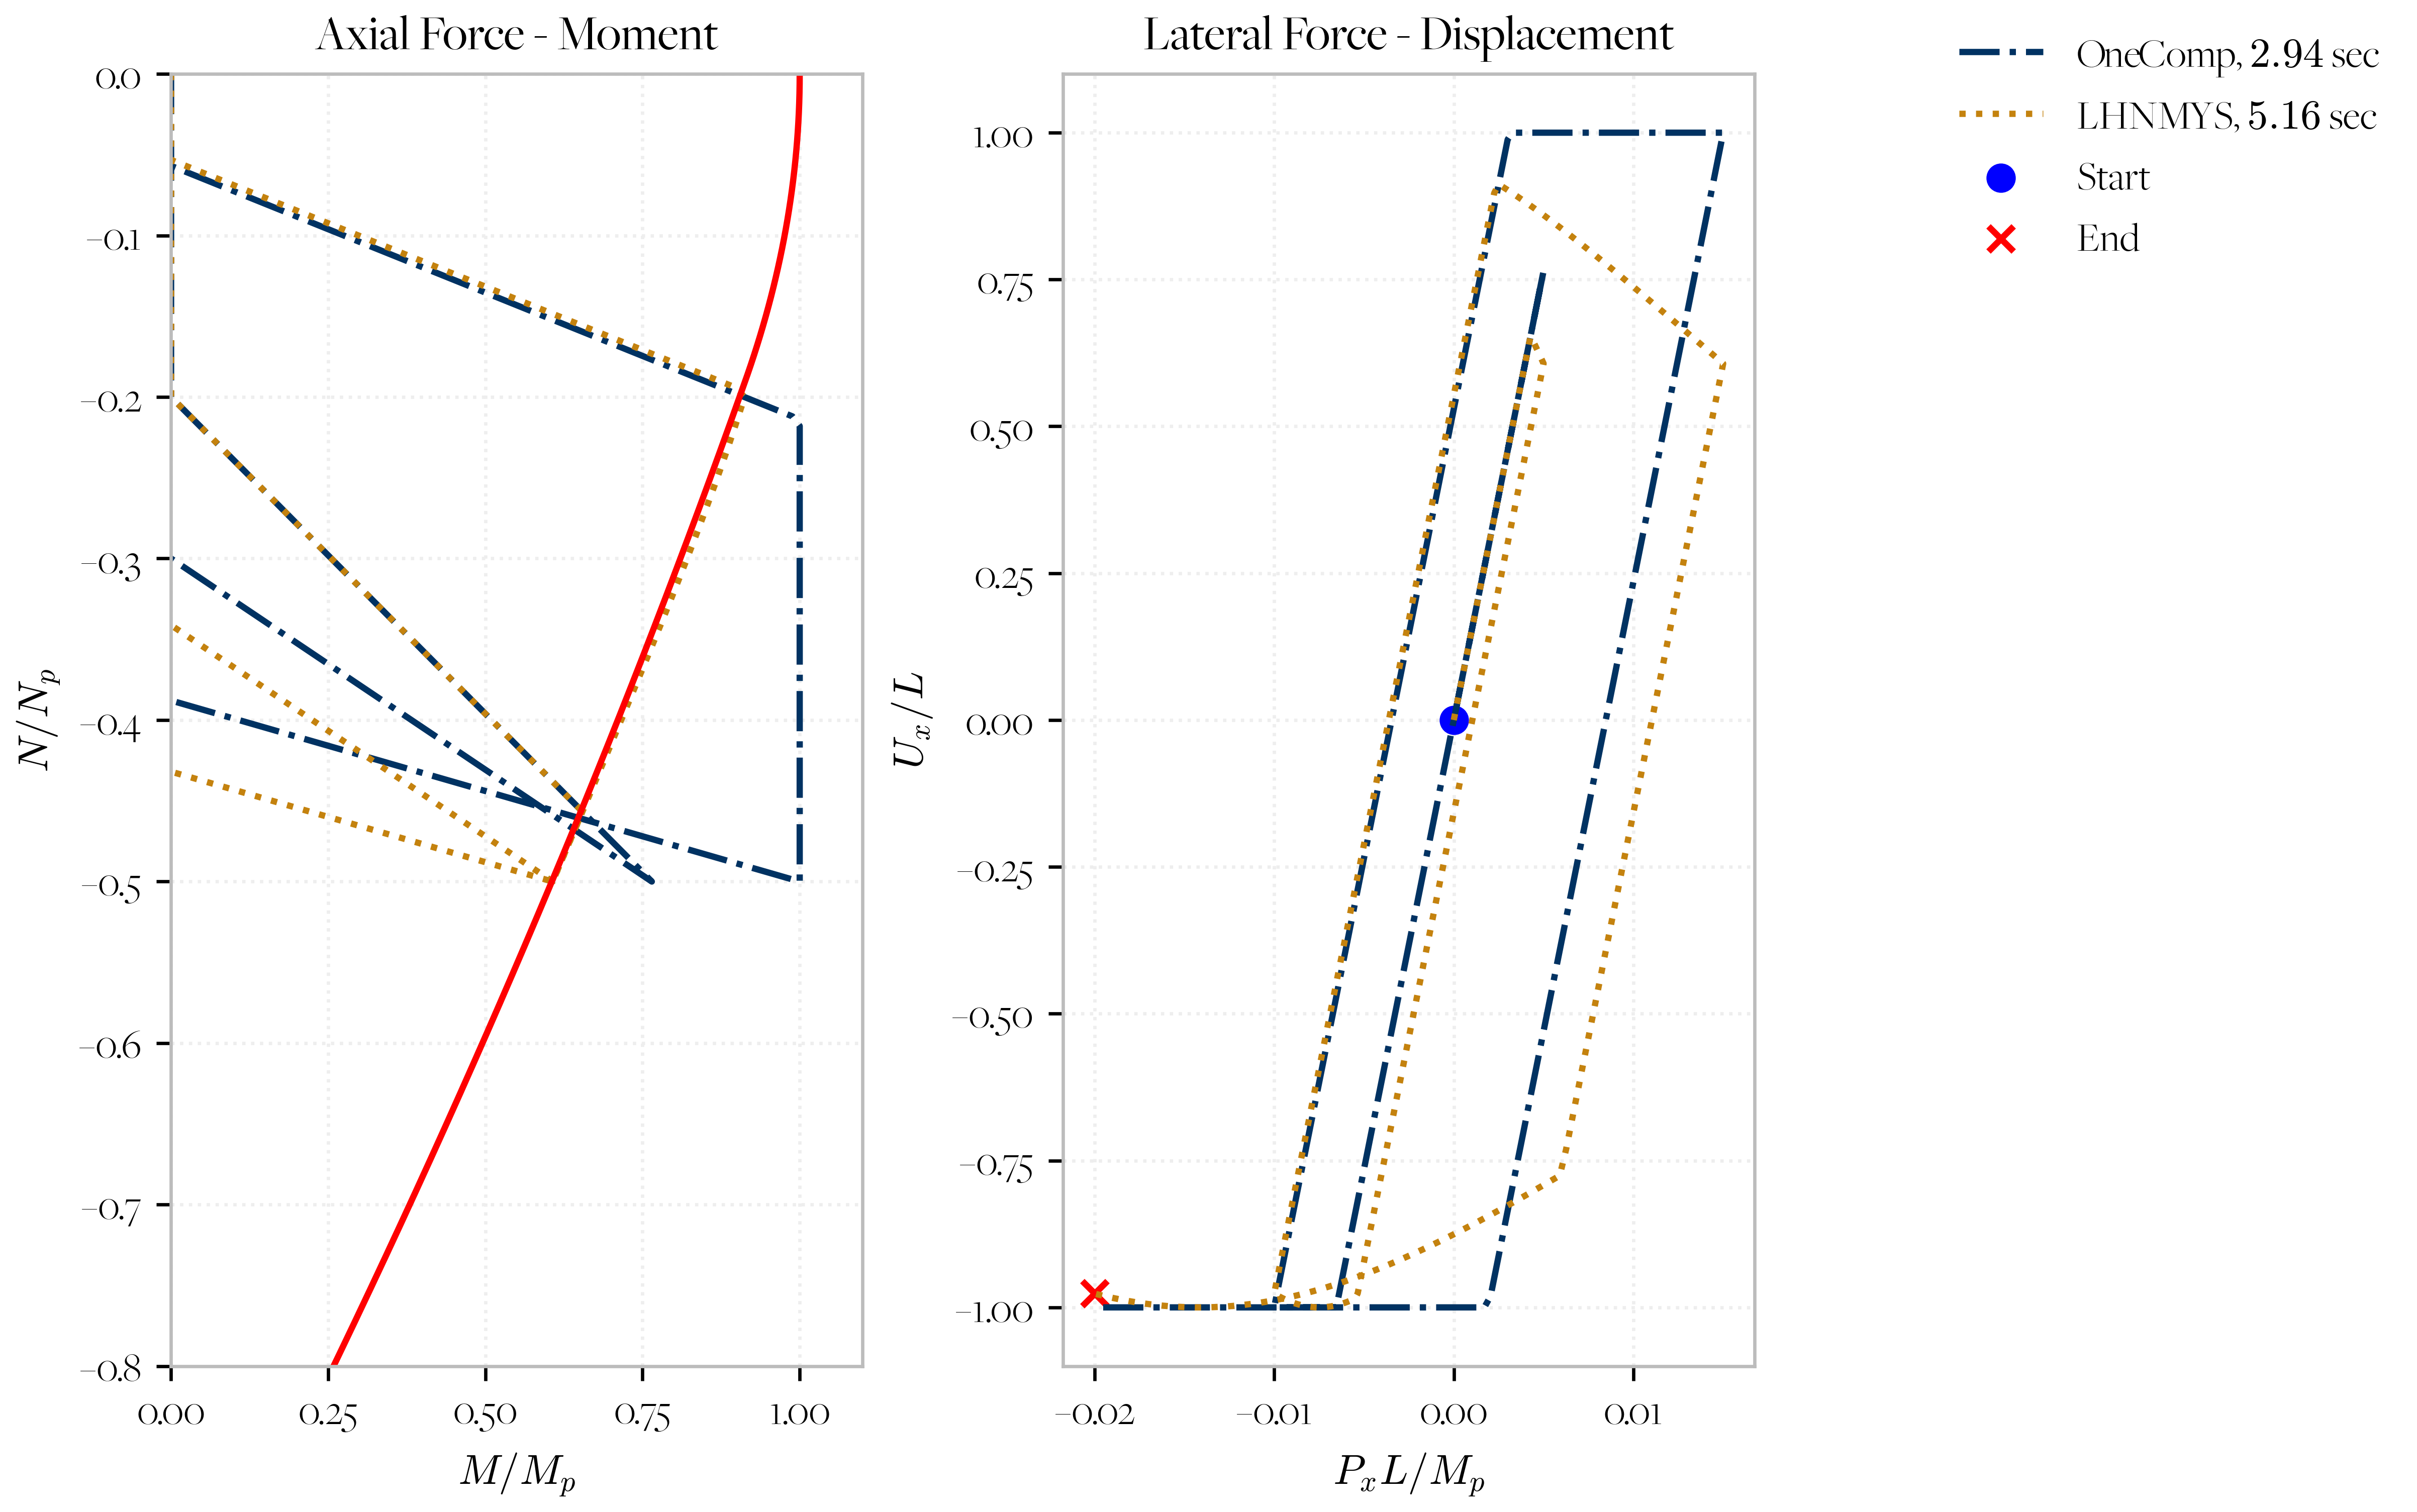 Axial Force - Moment
0.0
−0.1
−0.2
−0.3
−0.4
−0.5
−0.6
−0.7
−0.8
N/N_p
0.00 0.25 0.50 0.75 1.00
M/M_p
Lateral Force - Displacement
1.00
0.75
0.50
0.25
0.00
−0.25
−0.50
−0.75
−1.00
U_x/L
−0.02 −0.01 0.00 0.01
P_xL/M_p
OneComp, 2.94 sec
LHNMYS, 5.16 sec
Start
End